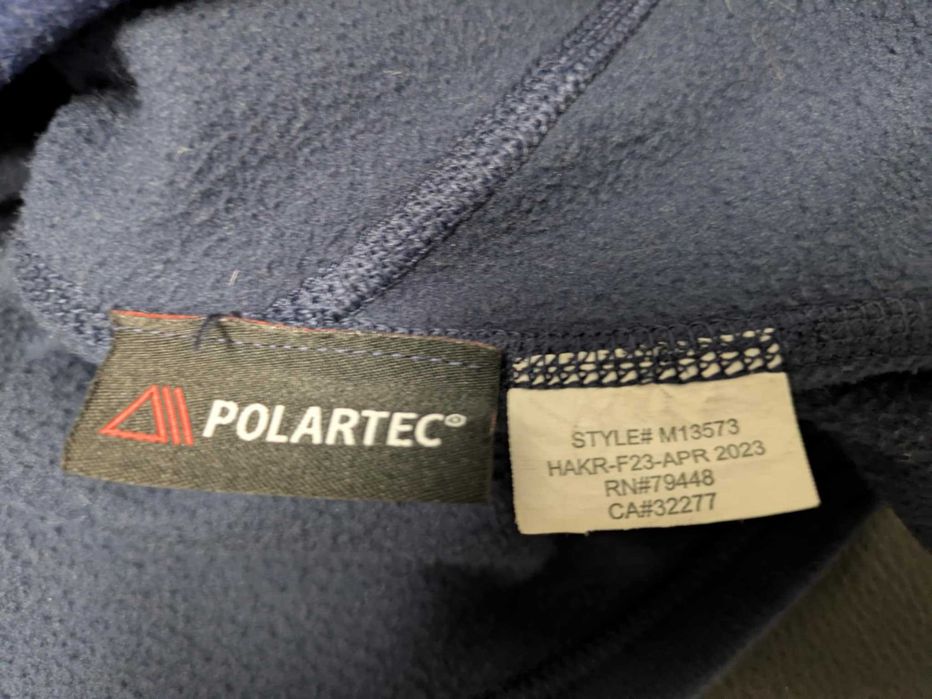 POLARTEC®
STYLE# M13573
HAKR-F23-APR 2023
RN#79448
CA#32277